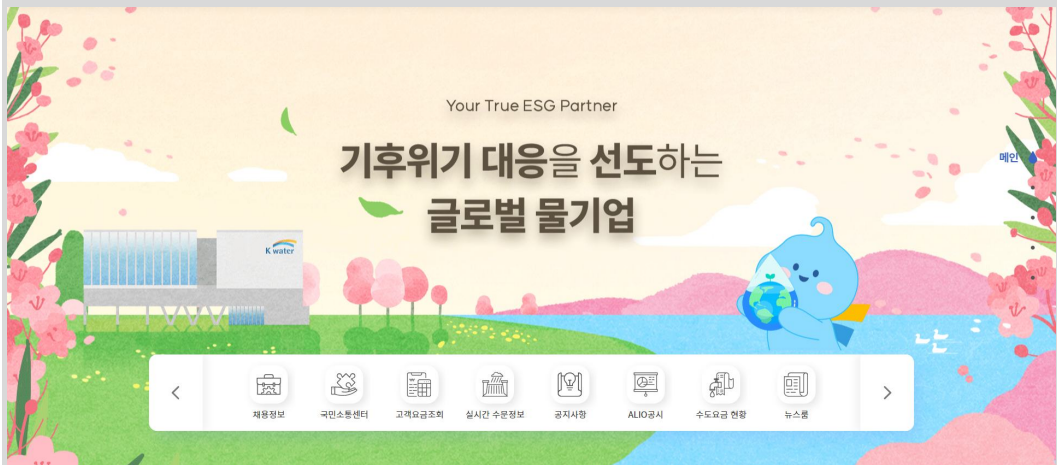 Your True ESG Partner
기후위기 대응을 선도하는
글로벌 물기업
메인
K water
채용정보
국민소통센터
고객요금조회
실시간 수문정보
공지사항
ALIO공시
수도요금 현황
뉴스룸